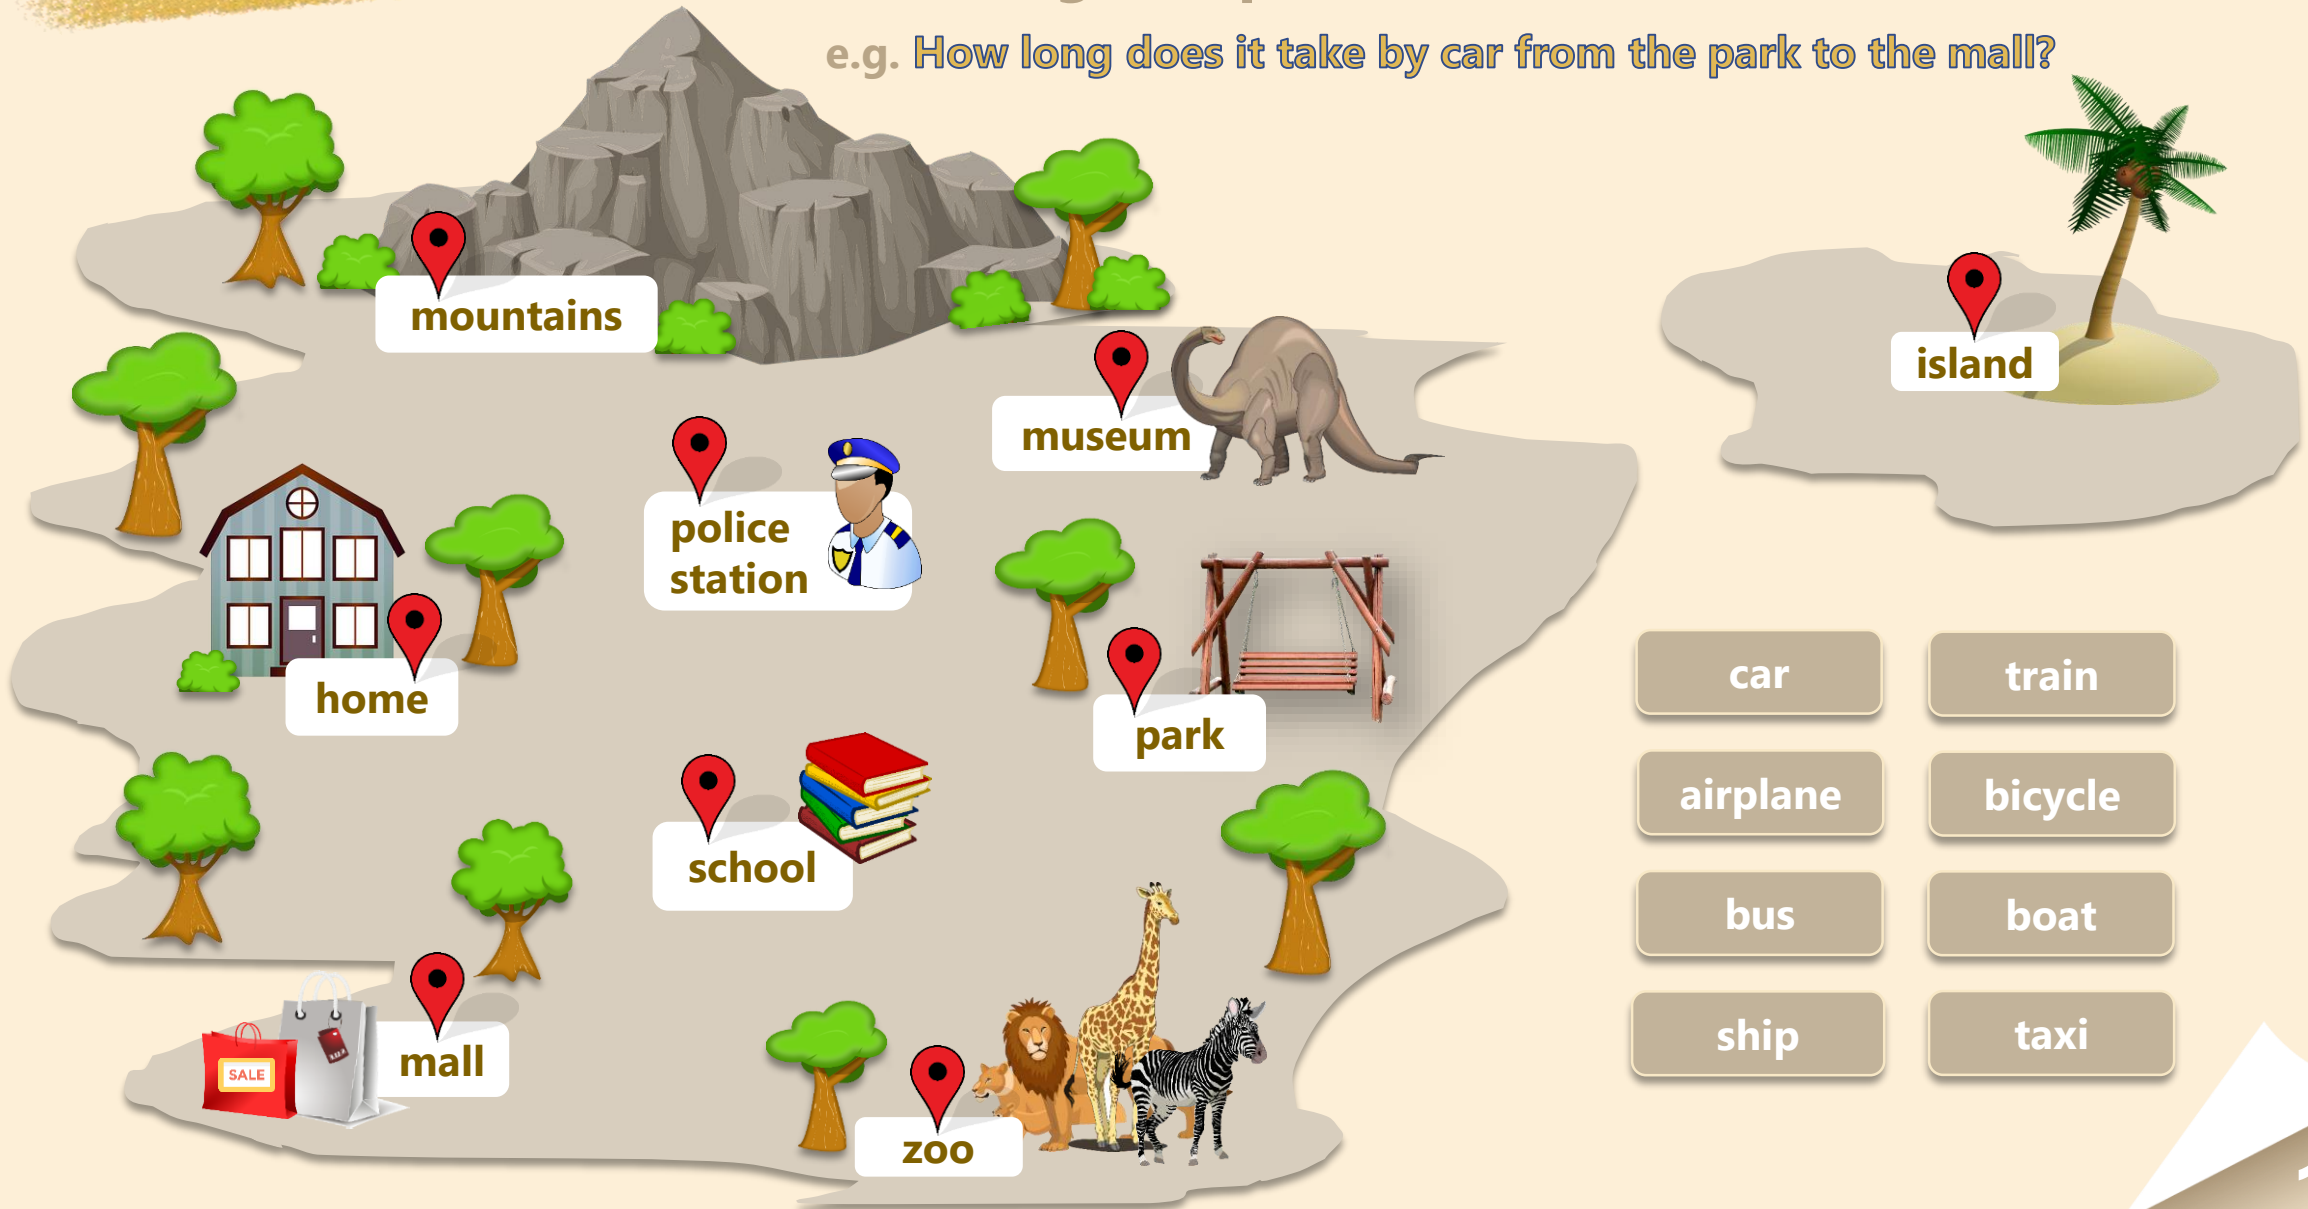 e.g. How long does it take by car from the park to the mall?
mountains
island
museum
police
station
home
park
school
mall
SALE
zoo
car
train
airplane
bicycle
bus
boat
ship
taxi